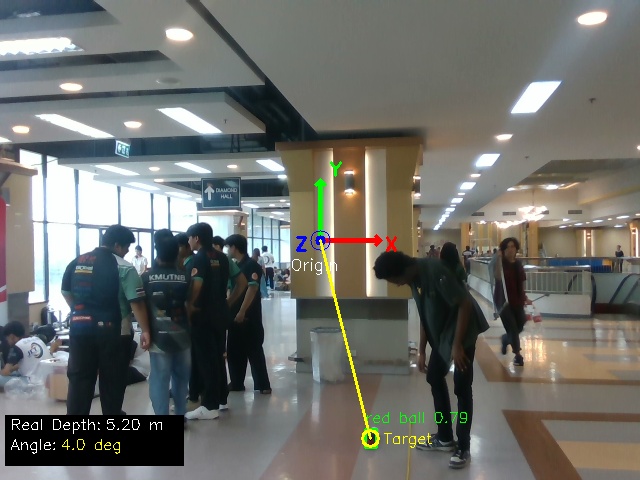 DIAMOND
HALL
Y
Z
X
Origin
KMUTNB
red ball 0.79
Target
Real Depth: 5.20 m
Angle: 4.0 deg